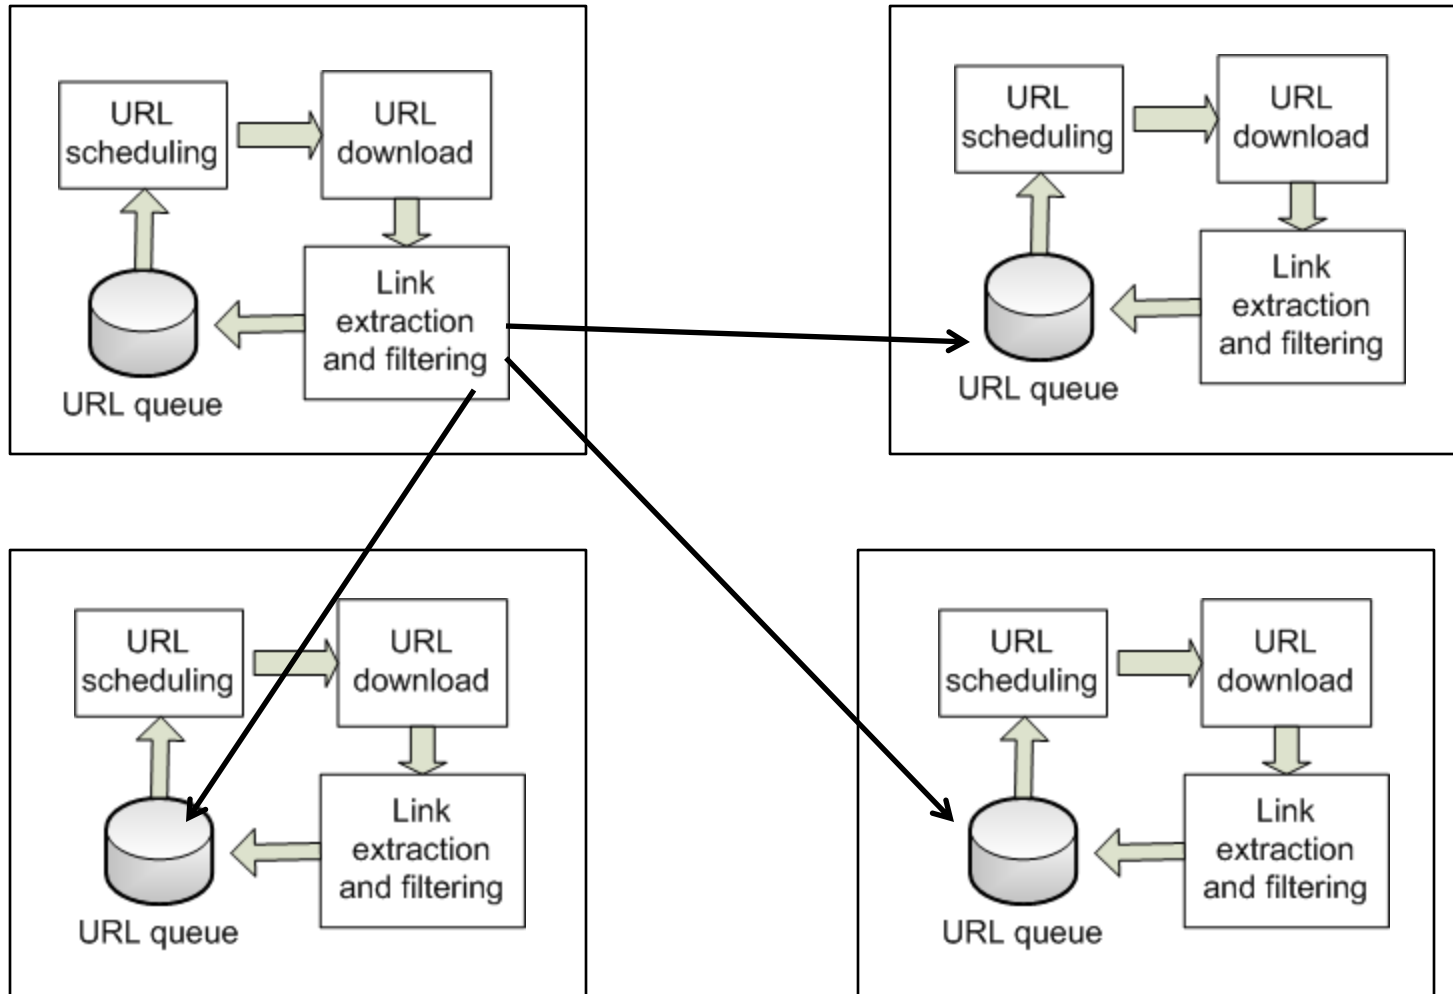 URL
scheduling
URL
download
Link
extraction
and filtering
URL queue
URL
scheduling
URL
download
Link
extraction
and filtering
URL queue
URL
scheduling
URL
download
Link
extraction
and filtering
URL queue
URL
scheduling
URL
download
Link
extraction
and filtering
URL queue